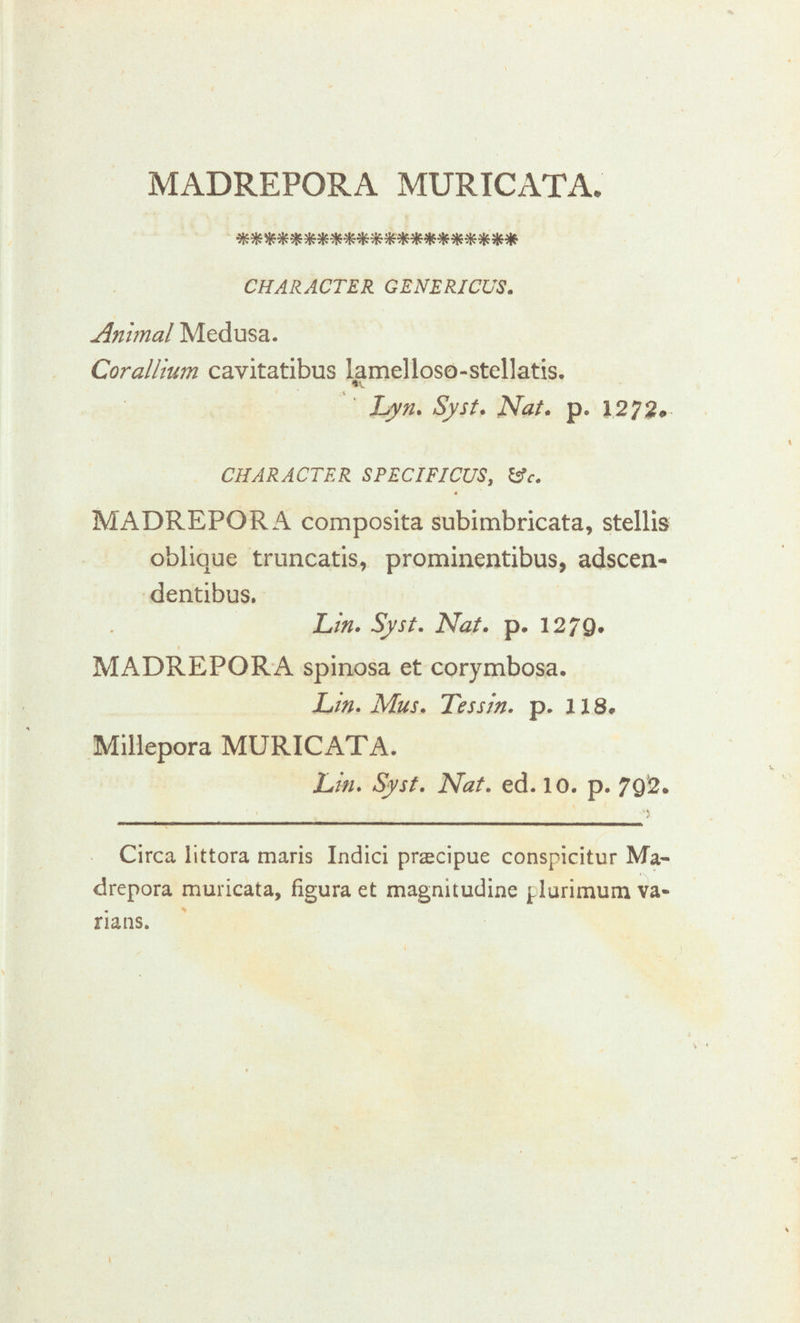 MADREPORA MURICATA.
*********************
CHARACTER GENERICUS.
Animal Medusa.
Corallium cavitatibus lamelloso-stellatis.
Lyn. Syst. Nat. p. 1272.
CHARACTER SPECIFICUS, &c.
MADREPORA composita subimbricata, stellis
oblique truncatis, prominentibus, adscen-
dentibus.
Lin. Syst. Nat. p. 1279.
MADREPORA spinosa et corymbosa.
Lin. Mus. Tessin. p. 118.
Millepora MURICATA.
Lin. Syst. Nat. ed. 10. p. 792.
Circa littora maris Indici præcipue conspicitur Ma-
drepora muricata, figura et magnitudine plurimum va-
rians.